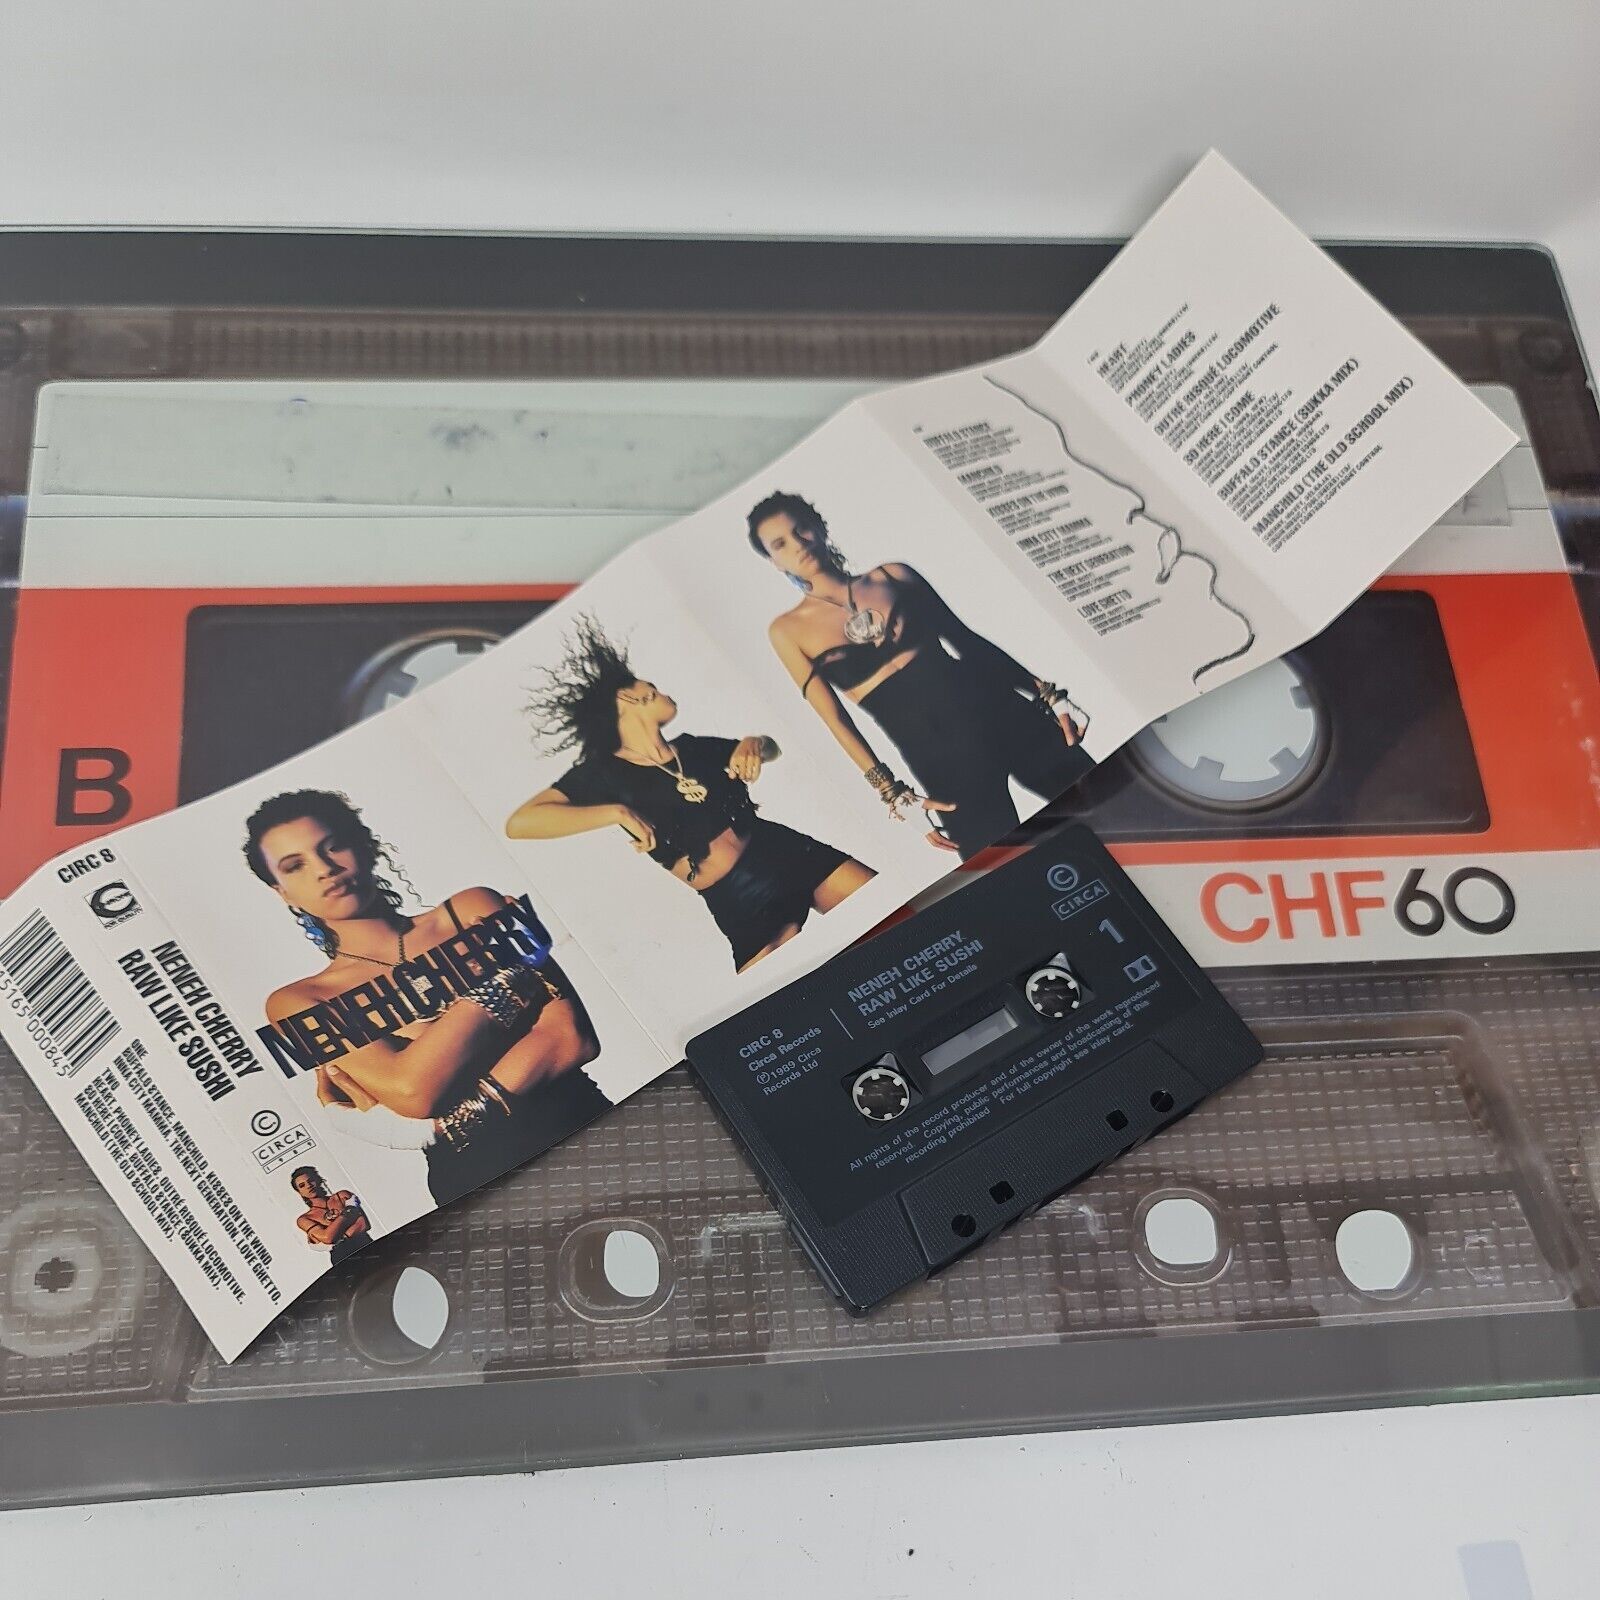 B
CHF60
CIRC 8
NENEH CHERRY
RAW LIKE SUSHI
ONE
BUFFALO STANCE. MANCHILD. KISSES ON THE WIND.
INNA CITY MAMMA. THE NEXT GENERATION. LOVE GHETTO.
TWO
HEART. PHONEY LADIES. OUTRÉ RISQUÉ LOCOMOTIVE.
SO HERE I COME. BUFFALO STANCE (SUKKA MIX).
MANCHILD (THE OLD SCHOOL MIX).
C
CIRCA
NENEH CHERRY
BUFFALO STANCE
MANCHILD
KISSES ON THE WIND
INNA CITY MAMMA
THE NEXT GENERATION
LOVE GHETTO
HEART
PHONEY LADIES
OUTRÉ RISQUÉ LOCOMOTIVE
SO HERE I COME
BUFFALO STANCE (SUKKA MIX)
MANCHILD (THE OLD SCHOOL MIX)
C
CIRCA
1
NENEH CHERRY
RAW LIKE SUSHI
See Inlay Card For Details
CIRC 8
Circa Records
℗1989 Circa
Records Ltd
All rights of the record producer and of the owner of the work reproduced
reserved. Copying, public performances and broadcasting of this
recording prohibited. For full copyright see inlay card.